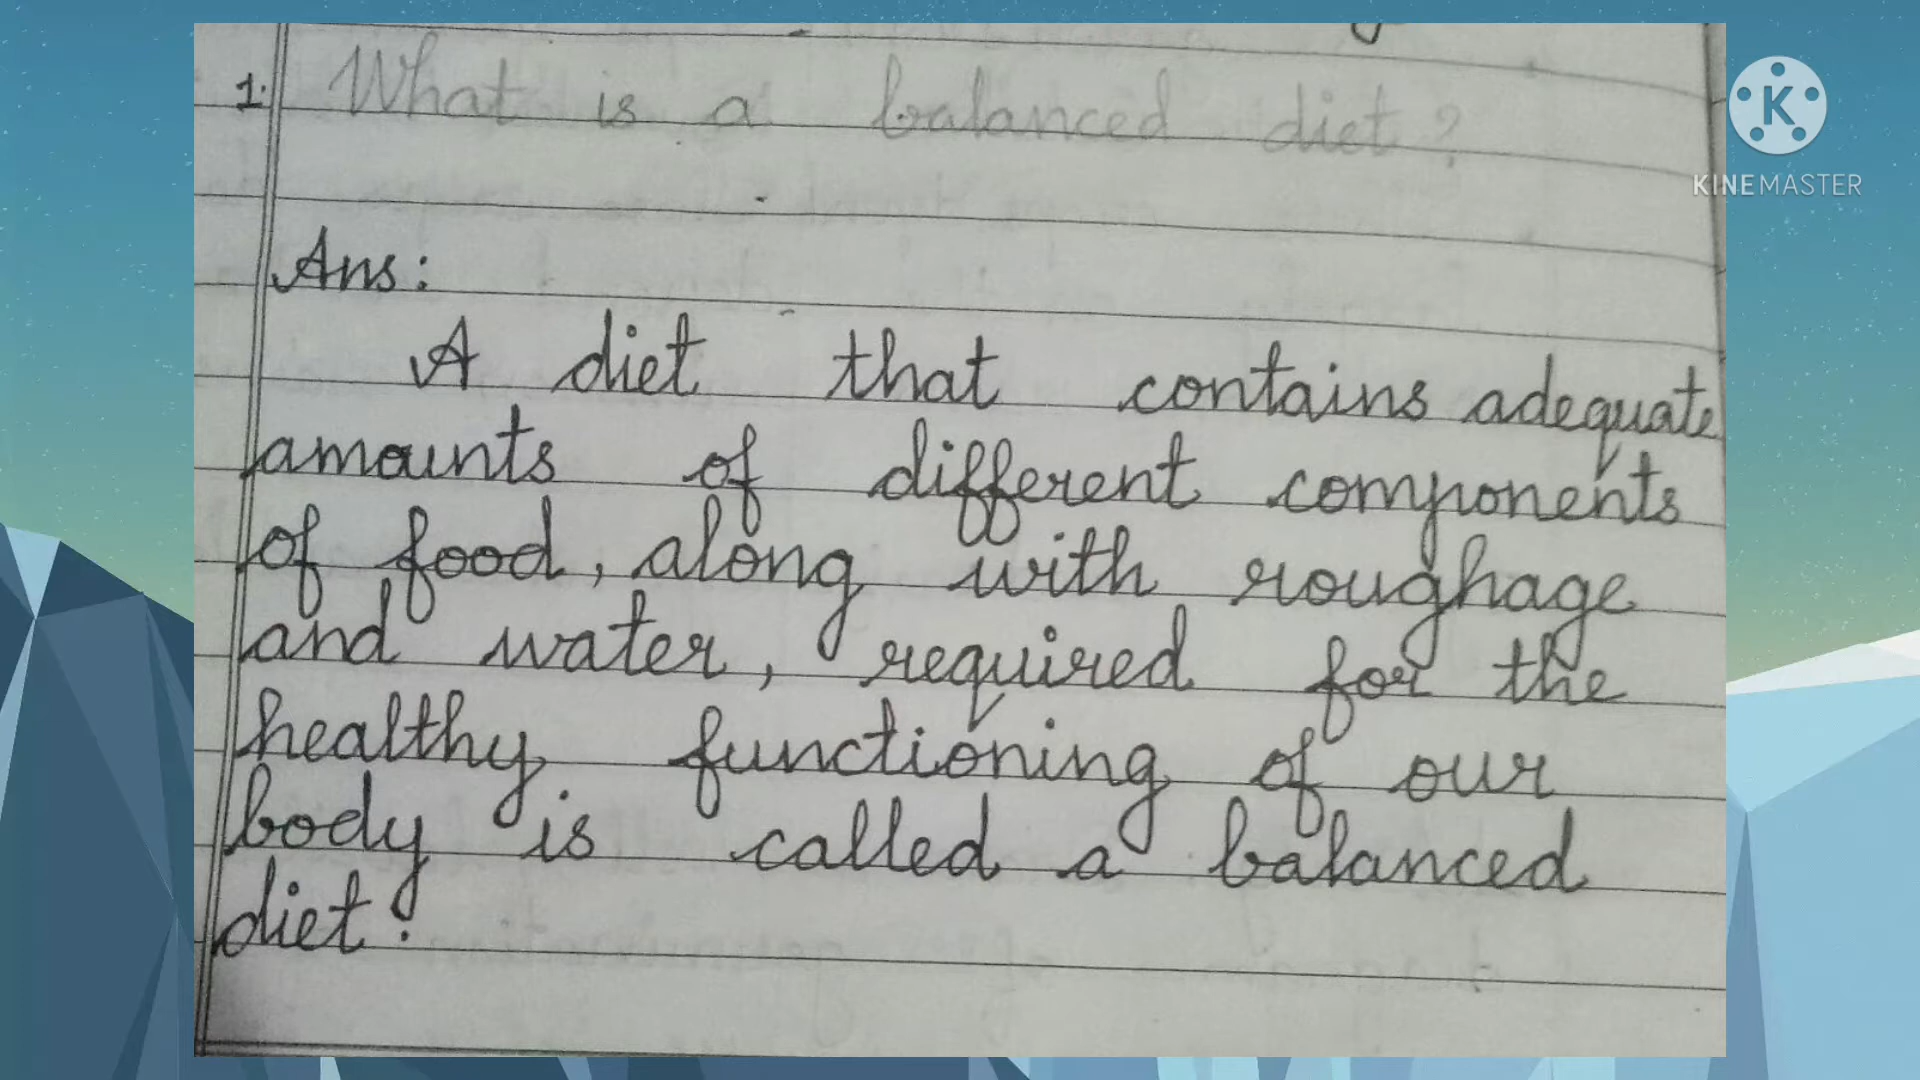 1. What is a balanced diet?
Ans:
A diet that contains adequate
amounts of different components
of food, along with roughage
and water, required for the
healthy functioning of our
body is called a balanced
diet.
K
KINEMASTER